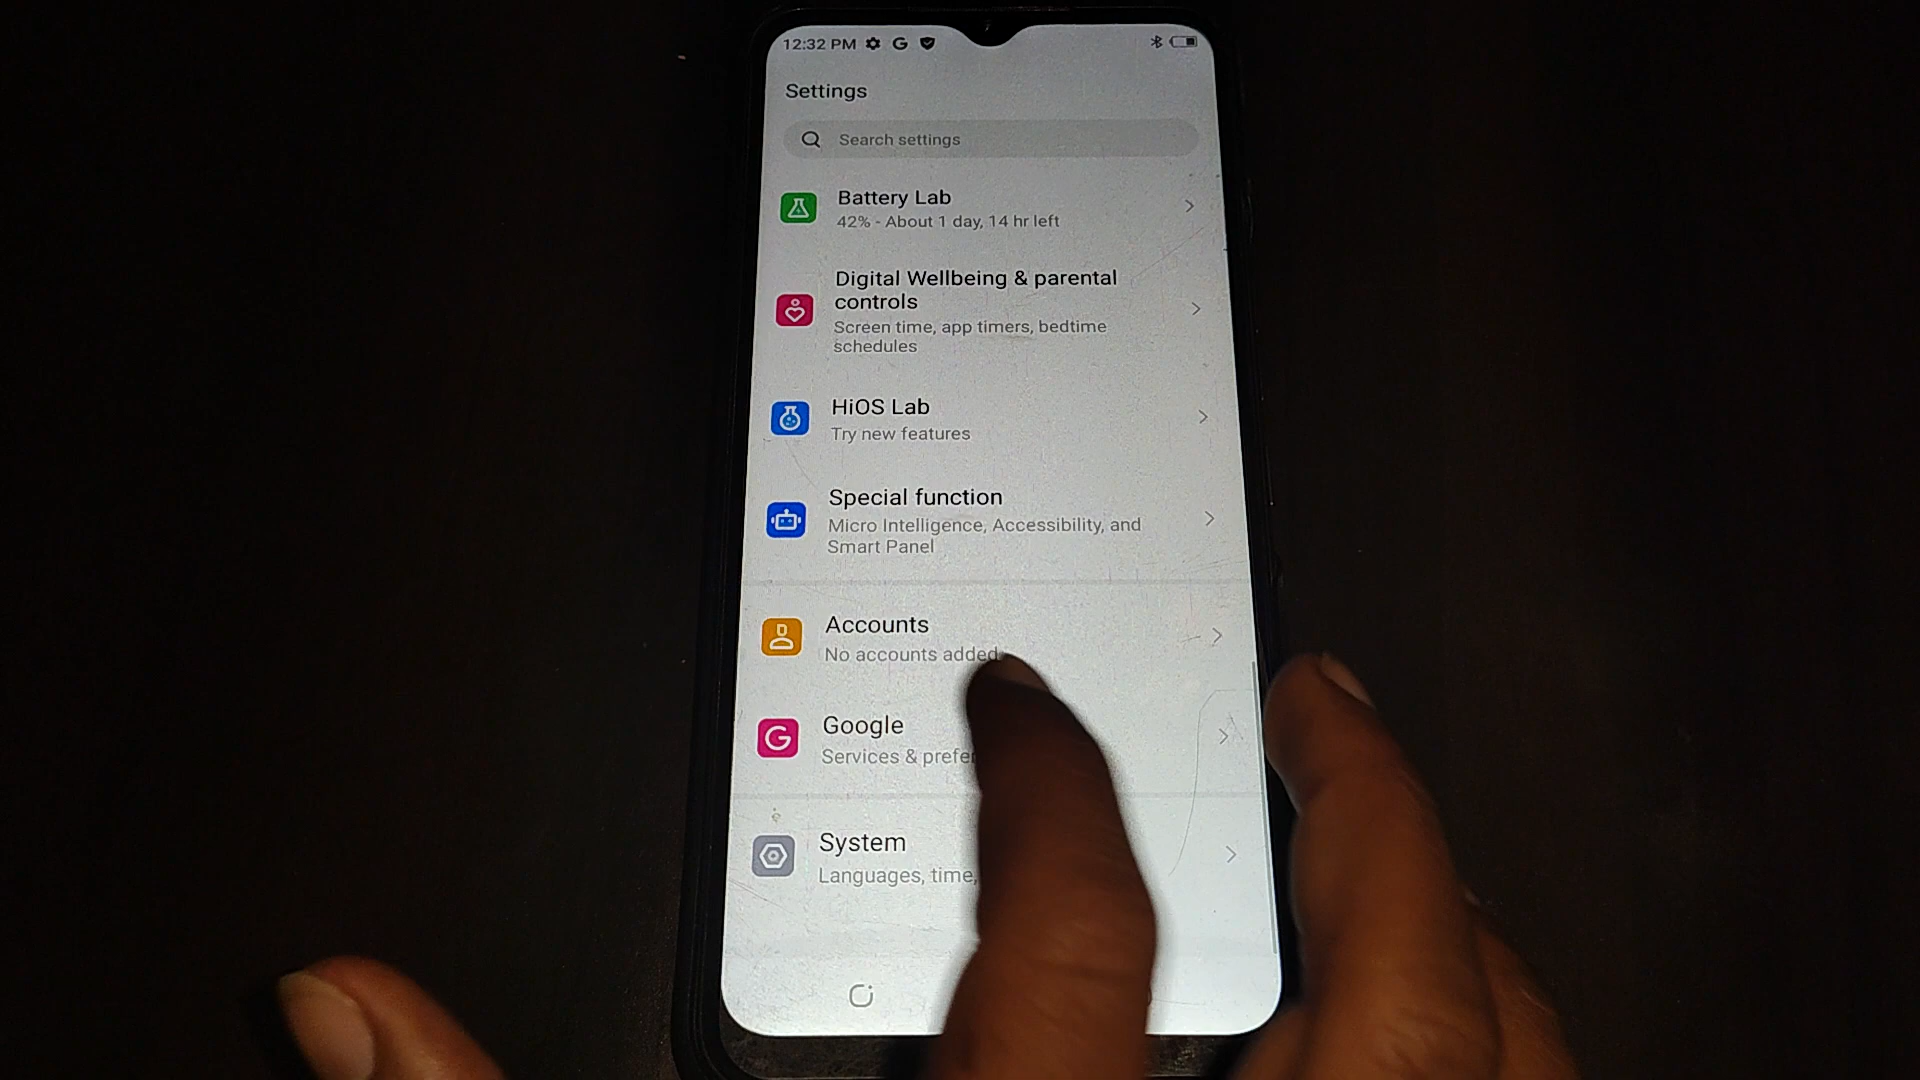 12:32 PM
Settings
Search settings
Battery Lab
42% - About 1 day, 14 hr left
Digital Wellbeing & parental
controls
Screen time, app timers, bedtime
schedules
HiOS Lab
Try new features
Special function
Micro Intelligence, Accessibility, and
Smart Panel
Accounts
No accounts added
Google
Services &
System
Languages, time,